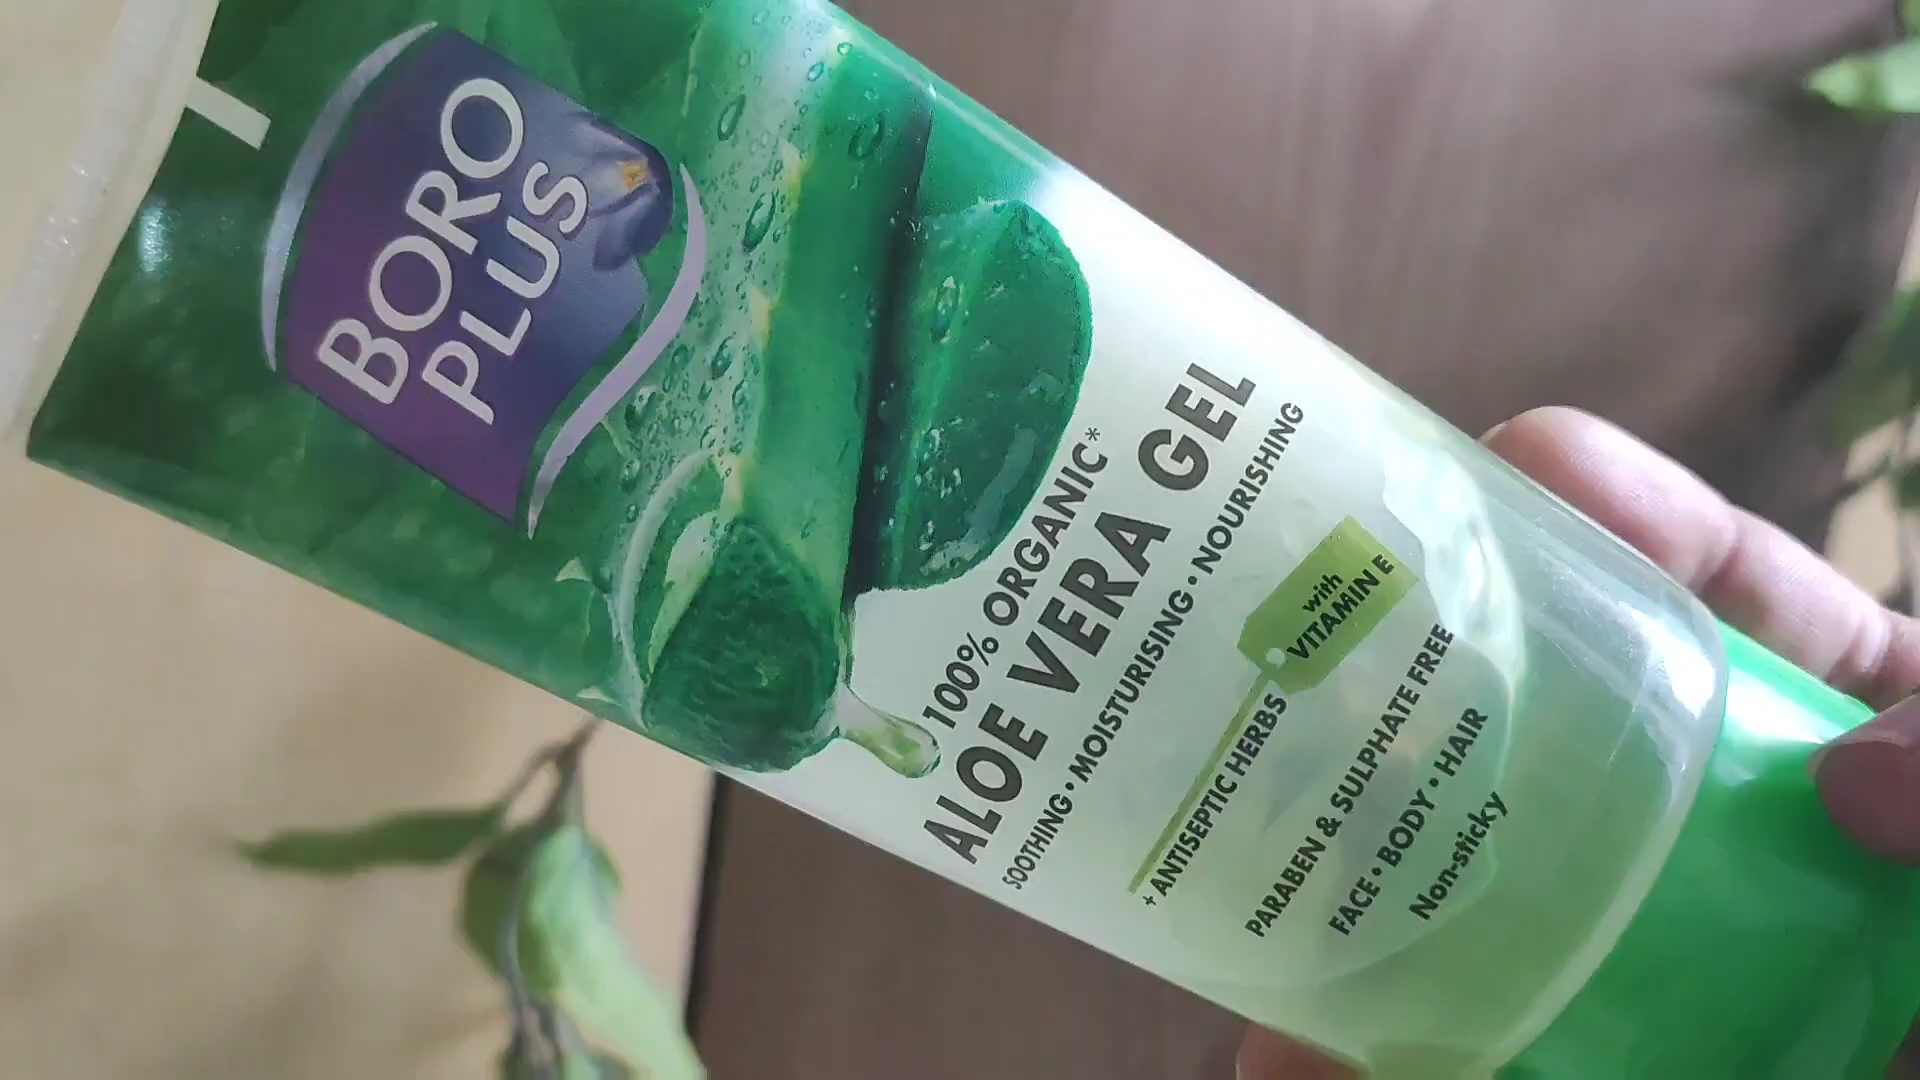 BORO
PLUS
100% ORGANIC*
ALOE VERA GEL
SOOTHING • MOISTURISING • NOURISHING
with
VITAMIN E
+ ANTISEPTIC HERBS
PARABEN & SULPHATE FREE
FACE • BODY • HAIR
Non-sticky